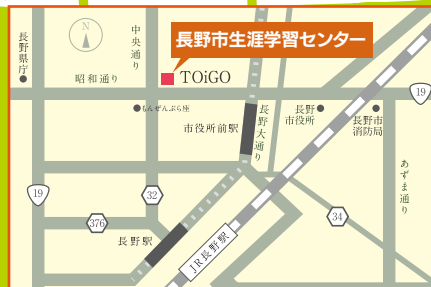 長野市生涯学習センター
N
長野県庁
中央通り
昭和通り
TOiGO
19
もんぜんぷら座
市役所前駅
長野大通り
長野
市役所
長野市
消防局
あずま通り
19
32
376
34
長野駅
JR長野駅